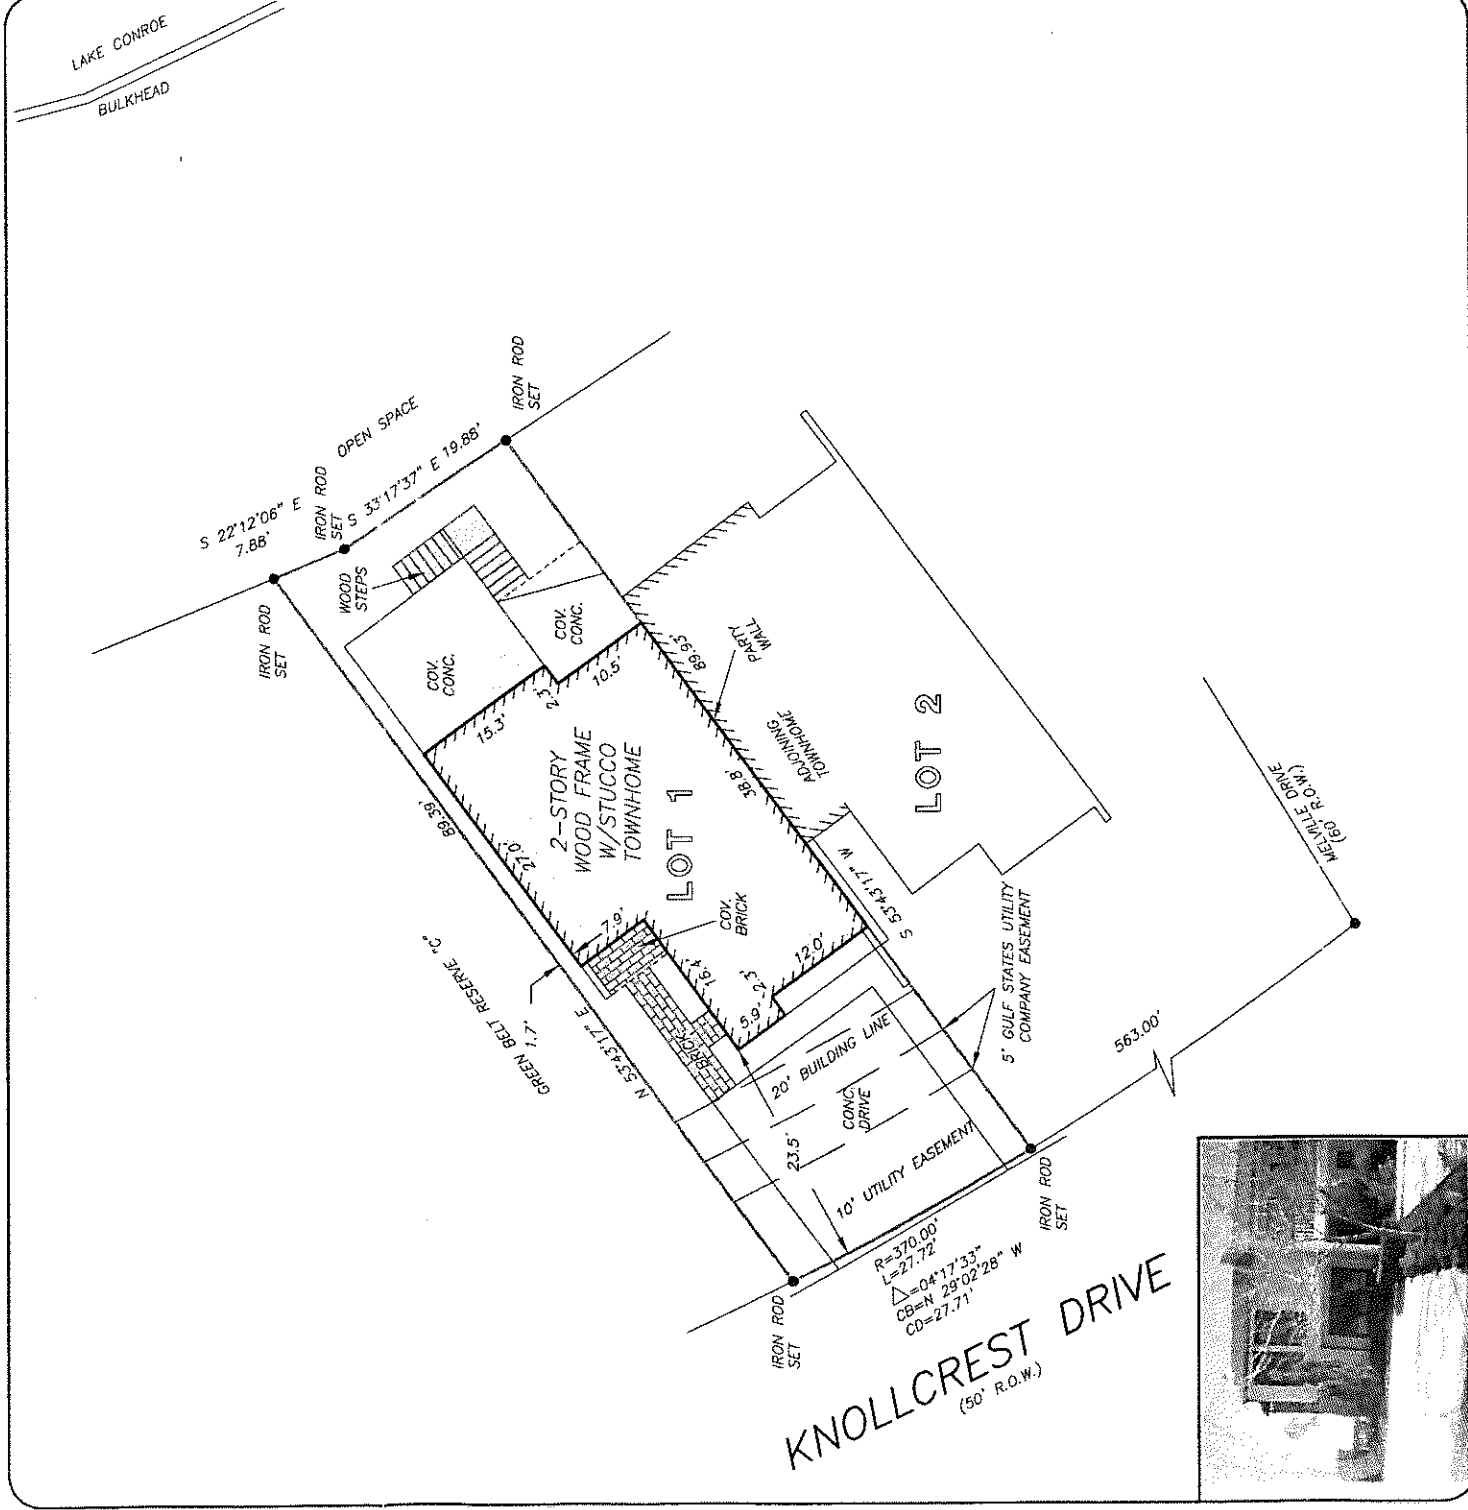 LAKE CONROE
BULKHEAD
OPEN SPACE
S 22°12'06" E
7.88'
IRON ROD
SET
S 33°17'37" E 19.88'
IRON ROD
SET
IRON ROD
SET
WOOD
STEPS
COV.
CONC.
COV.
CONC.
15.3'
2.3'
10.5'
89.93'
PARTY
WALL
2-STORY
WOOD FRAME
W/STUCCO
TOWNHOME
LOT 1
ADJOINING
TOWNHOME
LOT 2
38.8'
89.39'
27.0'
7.9'
COV.
BRICK
16.4'
BRICK
5.9'
2.3'
12.0'
S 53°43'17" W
GREEN BELT RESERVE "C"
1.7'
N 53°43'17" E
20' BUILDING LINE
CONC.
DRIVE
23.5'
10' UTILITY EASEMENT
5' GULF STATES UTILITY
COMPANY EASEMENT
MELVILLE DRIVE
(60' R.O.W.)
563.00'
IRON ROD
SET
IRON ROD
SET
R=370.00'
L=27.72'
△=04°17'33"
CB=N 29°02'28" W
CD=27.71'
KNOLLCREST DRIVE
(50' R.O.W.)